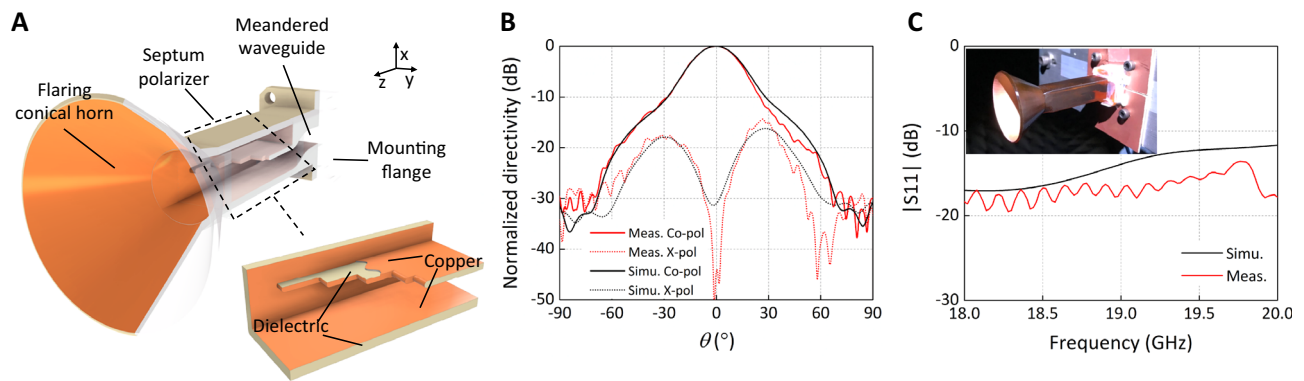 A
Meandered
waveguide
Septum
polarizer
Flaring
conical horn
x
y
z
Mounting
flange
Copper
Dielectric
B
Normalized directivity (dB)
0
-10
-20
-30
-40
-50
Meas. Co-pol
Meas. X-pol
Simu. Co-pol
Simu. X-pol
-90 -60 -30 0 30 60 90
θ (°)
C
|S11| (dB)
0
-10
-20
-30
Simu.
Meas.
18.0 18.5 19.0 19.5 20.0
Frequency (GHz)